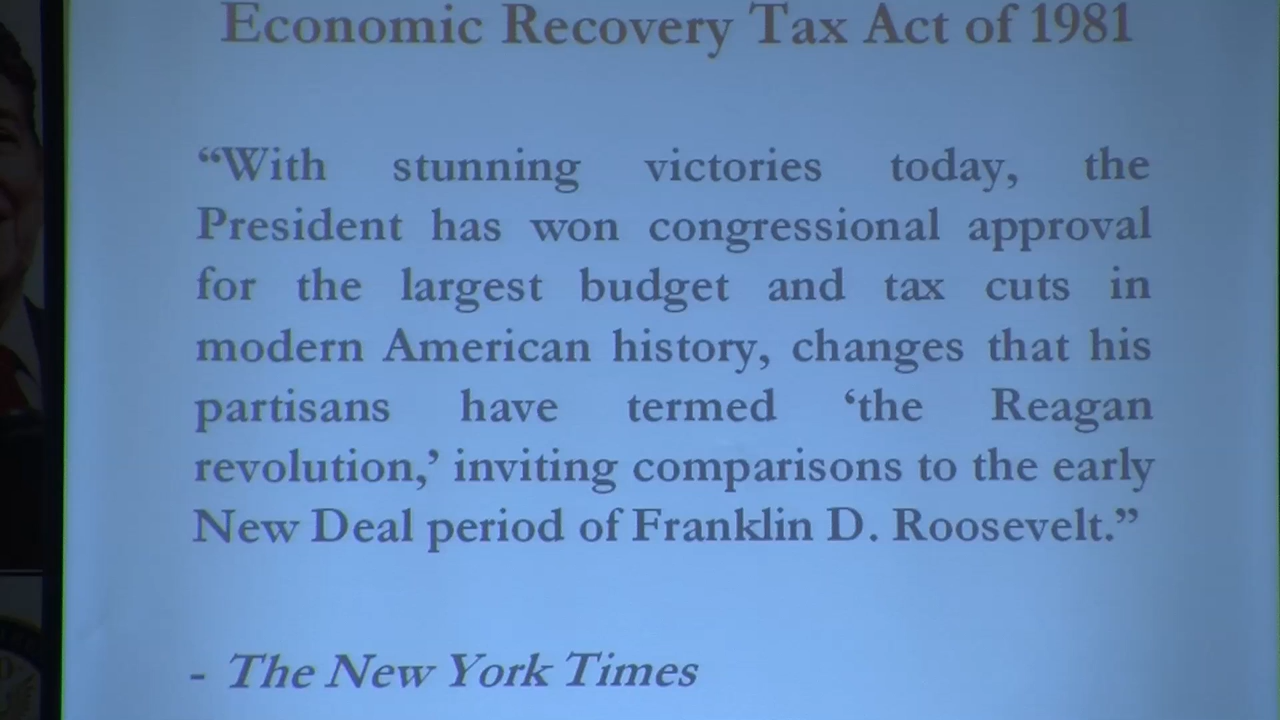 Economic Recovery Tax Act of 1981
“With stunning victories today, the
President has won congressional approval
for the largest budget and tax cuts in
modern American history, changes that his
partisans have termed ‘the Reagan
revolution,’ inviting comparisons to the early
New Deal period of Franklin D. Roosevelt.”
- The New York Times